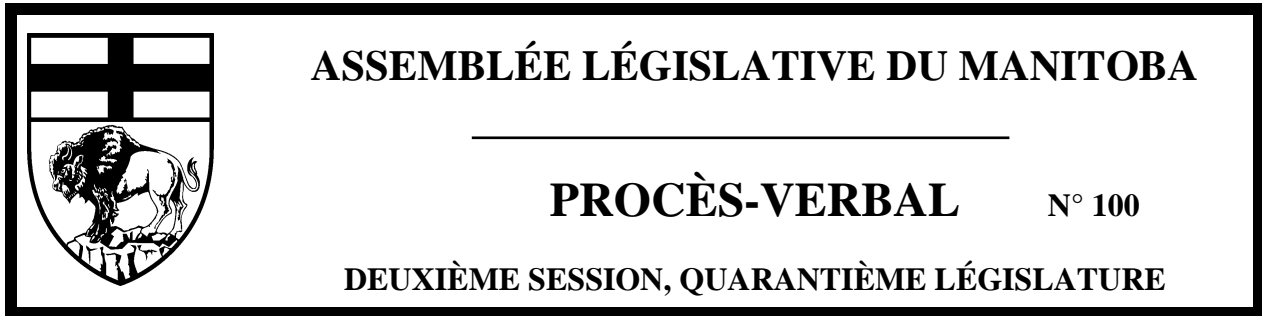 ASSEMBLÉE LÉGISLATIVE DU MANITOBA
PROCÈS-VERBAL N° 100
DEUXIÈME SESSION, QUARANTIÈME LÉGISLATURE